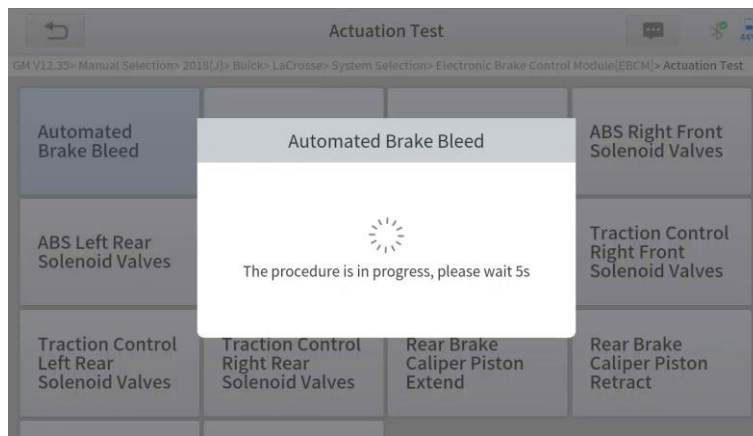 Actuation Test
GM V12.35> Manual Selection> 2018(J)> Buick> LaCrosse> System Selection> Electronic Brake Control Module(EBCM)> Actuation Test
Automated
Brake Bleed
ABS Right Front
Solenoid Valves
Automated Brake Bleed
The procedure is in progress, please wait 5s
ABS Left Rear
Solenoid Valves
Traction Control
Right Front
Solenoid Valves
Traction Control
Left Rear
Solenoid Valves
Traction Control
Right Rear
Solenoid Valves
Rear Brake
Caliper Piston
Extend
Rear Brake
Caliper Piston
Retract